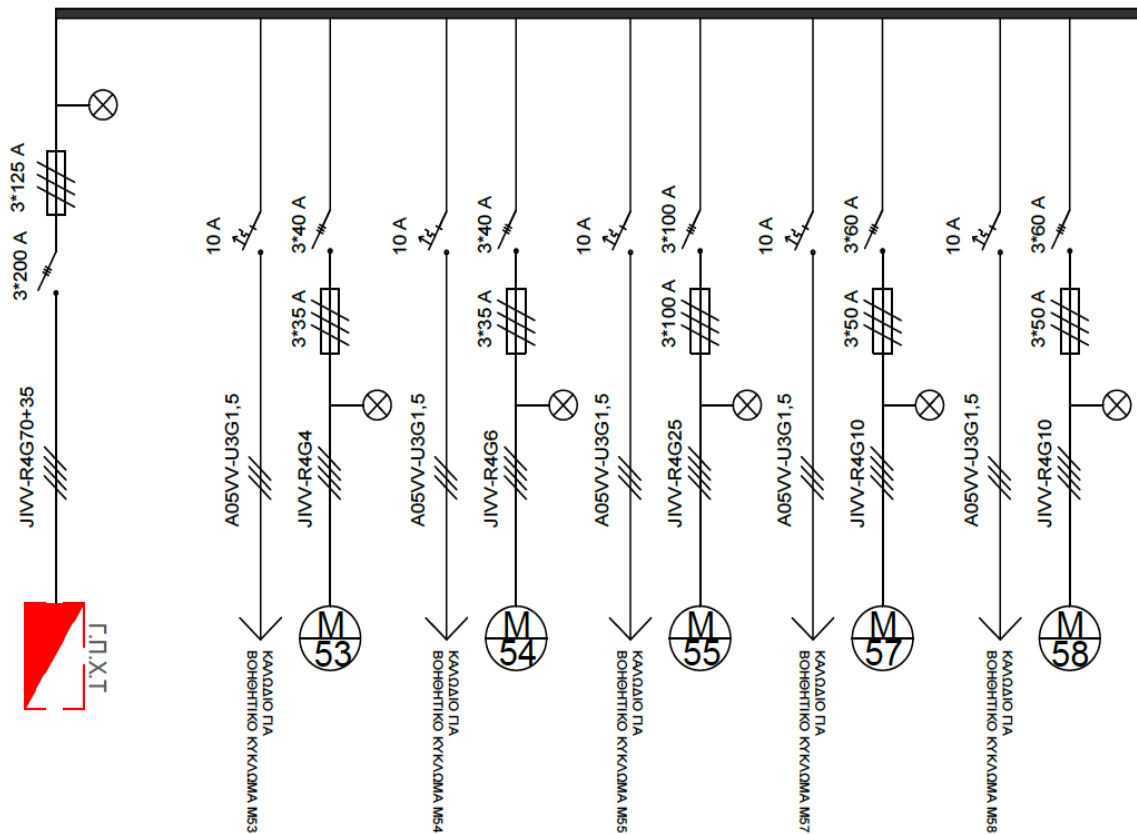 3*125 A
3*200 A
JIVV-R4G70+35
Γ.Π.Χ.Τ
10 A
A05VV-U3G1,5
ΚΑΛΩΔΙΟ ΓΙΑ
ΒΟΗΘΗΤΙΚΟ ΚΥΚΛΩΜΑ M53
3*40 A
3*35 A
JIVV-R4G4
M
53
10 A
A05VV-U3G1,5
ΚΑΛΩΔΙΟ ΓΙΑ
ΒΟΗΘΗΤΙΚΟ ΚΥΚΛΩΜΑ M54
3*40 A
3*35 A
JIVV-R4G6
M
54
10 A
A05VV-U3G1,5
ΚΑΛΩΔΙΟ ΓΙΑ
ΒΟΗΘΗΤΙΚΟ ΚΥΚΛΩΜΑ M55
3*100 A
3*100 A
JIVV-R4G25
M
55
10 A
A05VV-U3G1,5
ΚΑΛΩΔΙΟ ΓΙΑ
ΒΟΗΘΗΤΙΚΟ ΚΥΚΛΩΜΑ M57
3*60 A
3*50 A
JIVV-R4G10
M
57
10 A
A05VV-U3G1,5
ΚΑΛΩΔΙΟ ΓΙΑ
ΒΟΗΘΗΤΙΚΟ ΚΥΚΛΩΜΑ M58
3*60 A
3*50 A
JIVV-R4G10
M
58